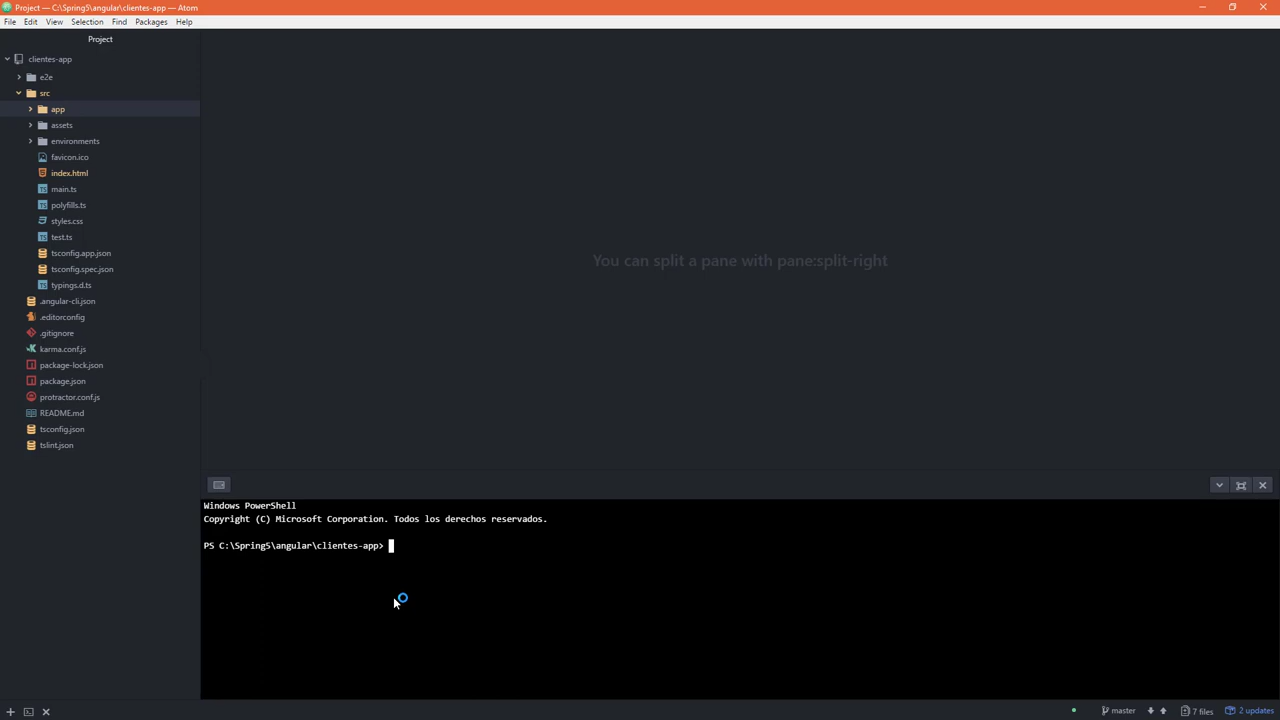 Project — C:\Spring5\angular\clientes-app — Atom
File Edit View Selection Find Packages Help
Project
clientes-app
e2e
src
app
assets
environments
favicon.ico
index.html
main.ts
polyfills.ts
styles.css
test.ts
tsconfig.app.json
tsconfig.spec.json
typings.d.ts
.angular-cli.json
.editorconfig
.gitignore
karma.conf.js
package-lock.json
package.json
protractor.conf.js
README.md
tsconfig.json
tslint.json
You can split a pane with pane:split-right
Windows PowerShell
Copyright (C) Microsoft Corporation. Todos los derechos reservados.
PS C:\Spring5\angular\clientes-app>
master 7 files 2 updates